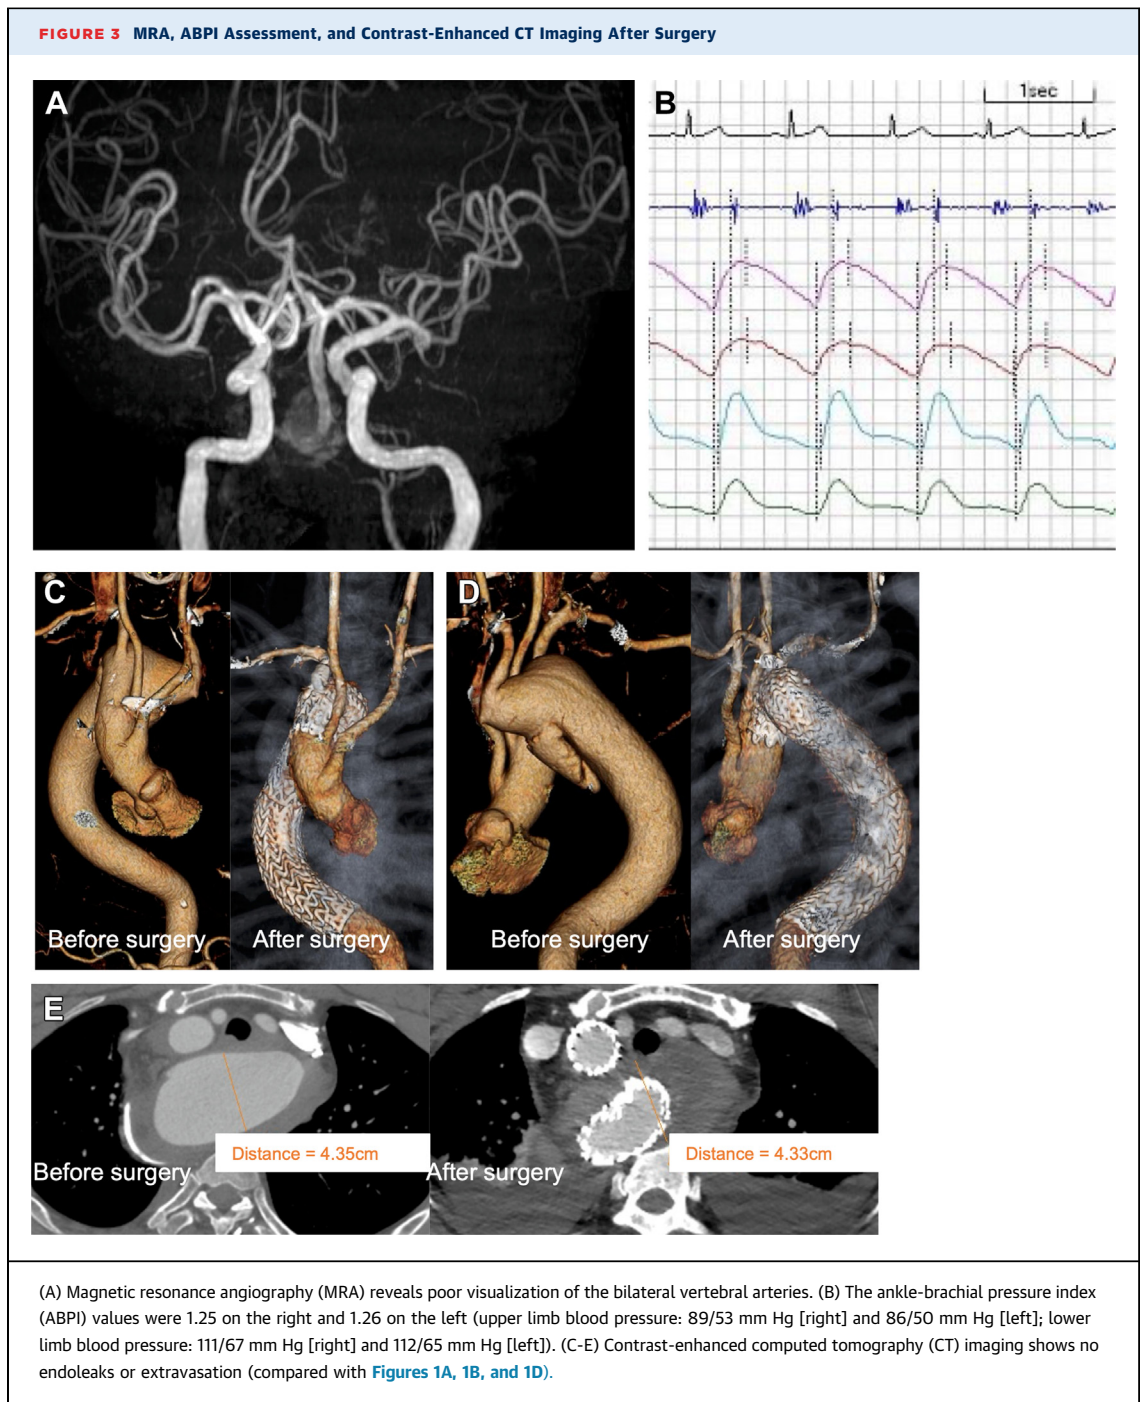 FIGURE 3 MRA, ABPI Assessment, and Contrast-Enhanced CT Imaging After Surgery
A
B
1sec
C
D
Before surgery
After surgery
Before surgery
After surgery
E
Distance = 4.35cm
Distance = 4.33cm
Before surgery
After surgery
(A) Magnetic resonance angiography (MRA) reveals poor visualization of the bilateral vertebral arteries. (B) The ankle-brachial pressure index
(ABPI) values were 1.25 on the right and 1.26 on the left (upper limb blood pressure: 89/53 mm Hg [right] and 86/50 mm Hg [left]; lower
limb blood pressure: 111/67 mm Hg [right] and 112/65 mm Hg [left]). (C-E) Contrast-enhanced computed tomography (CT) imaging shows no
endoleaks or extravasation (compared with Figures 1A, 1B, and 1D).